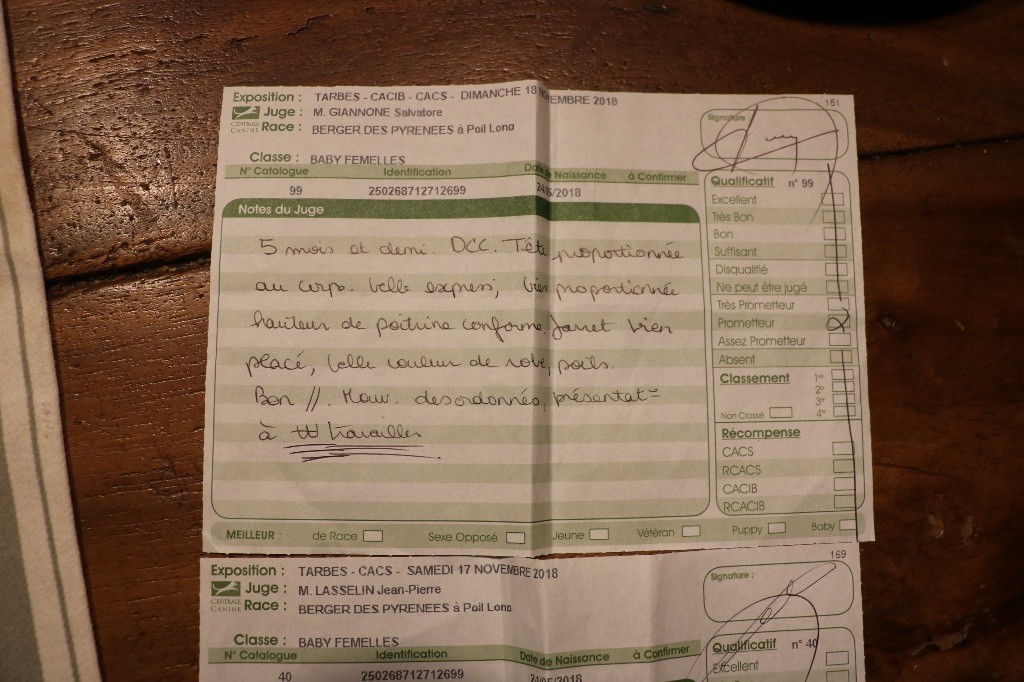 Exposition : TARBES - CACIB - CACS - DIMANCHE 18 NOVEMBRE 2018
151
Juge : M. GIANNONE Salvatore
CENTRALE CANINE
Race : BERGER DES PYRENEES à Poil Long
Signature :
Classe : BABY FEMELLES
N° Catalogue Identification Date de Naissance à Confirmer
99 250268712712699 24/05/2018
Notes du Juge
5 mois et demi. DCC. Tête proportionnée
au corps. belle express°, bien proportionnée
hauteur de poitrine conforme, Jarret bien
placé, belle couleur de robe, poils.
Bon //. Mouv. desordonnés, présentat°
à travailler
Qualificatif n° 99
Excellent
Très Bon
Bon
Suffisant
Disqualifié
Ne peut être jugé
Très Prometteur
Prometteur
Assez Prometteur
Absent
Classement 1er
2e
3e
Non Classé 4e
Récompense
CACS
RCACS
CACIB
RCACIB
MEILLEUR : de Race Sexe Opposé Jeune Vétéran Puppy Baby
Exposition : TARBES - CACS - SAMEDI 17 NOVEMBRE 2018
169
Juge : M. LASSELIN Jean-Pierre
CENTRALE CANINE
Race : BERGER DES PYRENEES à Poil Long
Signature :
Classe : BABY FEMELLES
N° Catalogue Identification Date de Naissance à Confirmer
40 250268712712699 24/05/2018
Qualificatif n° 40
Excellent